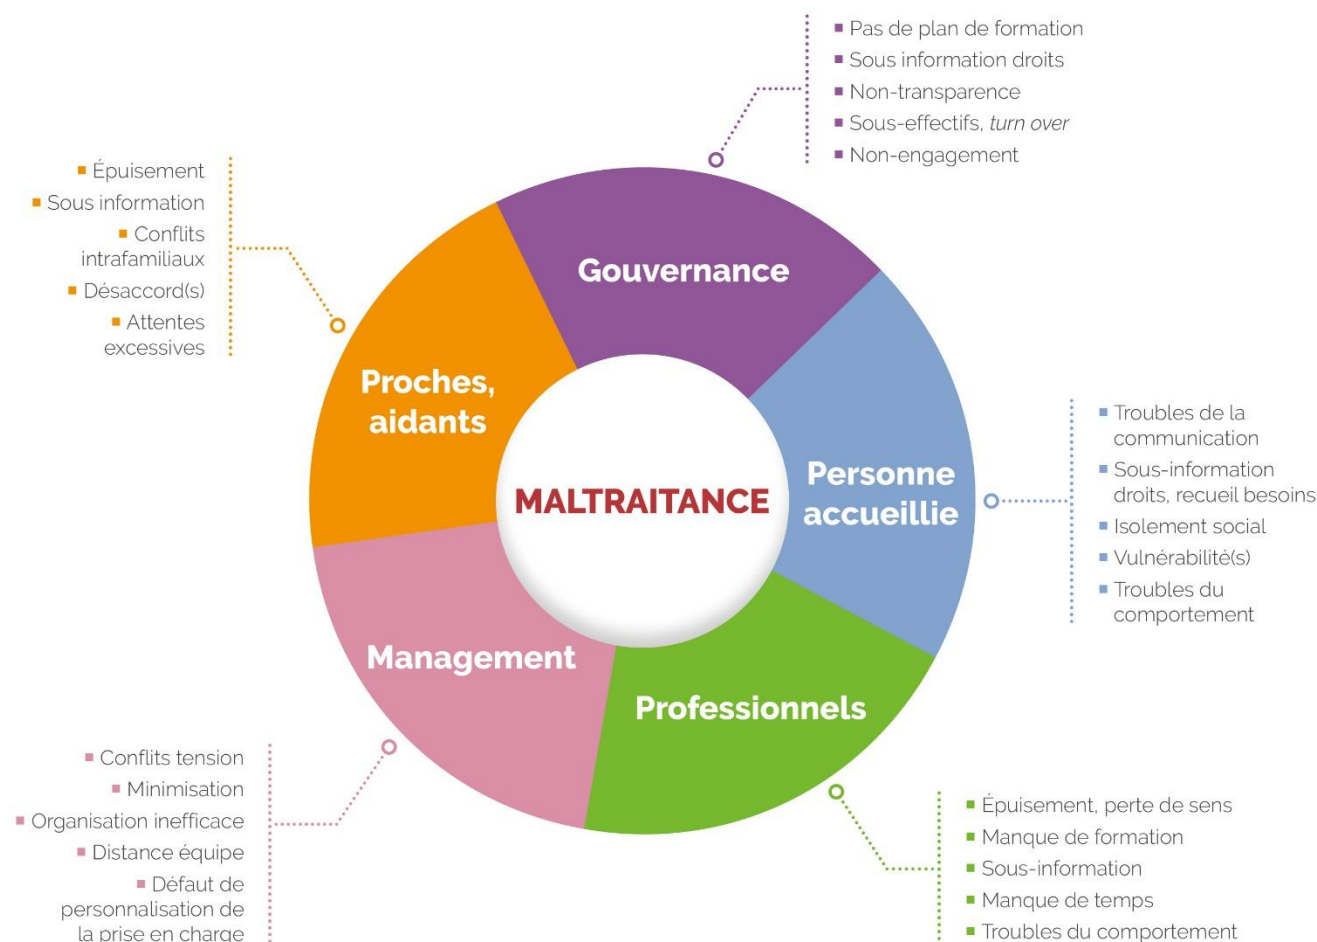 Pas de plan de formation
Sous information droits
Non-transparence
Sous-effectifs, turn over
Non-engagement
Épuisement
Sous information
Conflits
intrafamiliaux
Désaccord(s)
Attentes
excessives
Gouvernance
Proches,
aidants
Personne
accueillie
MALTRAITANCE
Management
Professionnels
Troubles de la
communication
Sous-information
droits, recueil besoins
Isolement social
Vulnérabilité(s)
Troubles du
comportement
Conflits tension
Minimisation
Organisation inefficace
Distance équipe
Défaut de
personnalisation de
la prise en charge
Épuisement, perte de sens
Manque de formation
Sous-information
Manque de temps
Troubles du comportement